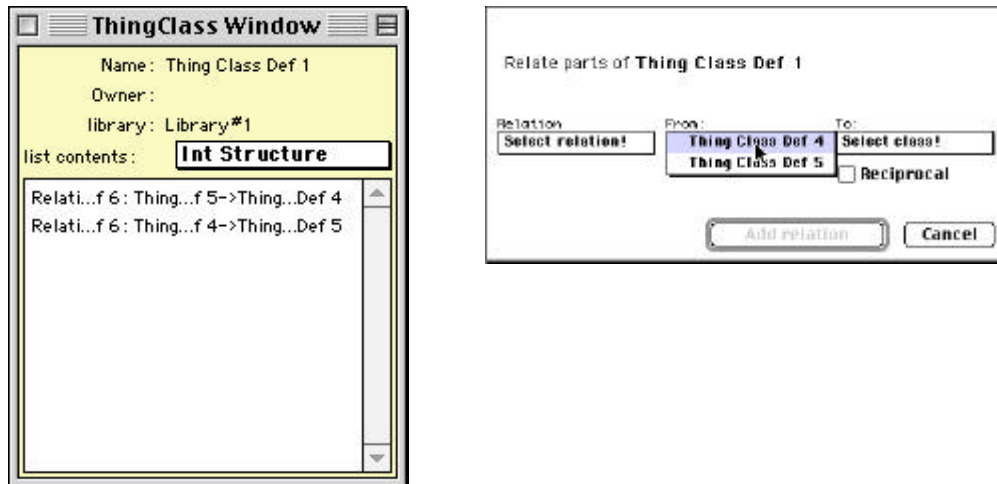 ThingClass Window
Name: Thing Class Def 1
Owner:
library: Library#1
list contents: Int Structure
Relati...f 6: Thing...f 5->Thing...Def 4
Relati...f 6: Thing...f 4->Thing...Def 5
Relate parts of Thing Class Def 1
Relation From: To:
Select relation! Thing Class Def 4 Select class!
Thing Class Def 5
Reciprocal
Add relation Cancel